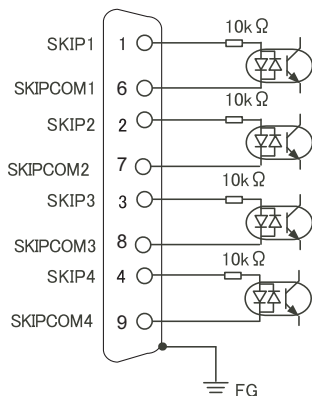 10kΩ
SKIP1 1
SKIPCOM1 6
10kΩ
SKIP2 2
SKIPCOM2 7
10kΩ
SKIP3 3
SKIPCOM3 8
10kΩ
SKIP4 4
SKIPCOM4 9
FG